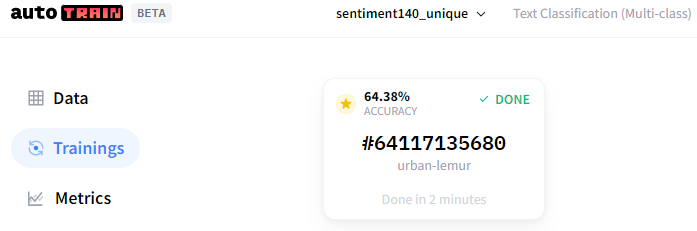 auto TRAIN BETA
sentiment140_unique
Text Classification (Multi-class)
Data
Trainings
Metrics
64.38%
ACCURACY
DONE
#64117135680
urban-lemur
Done in 2 minutes